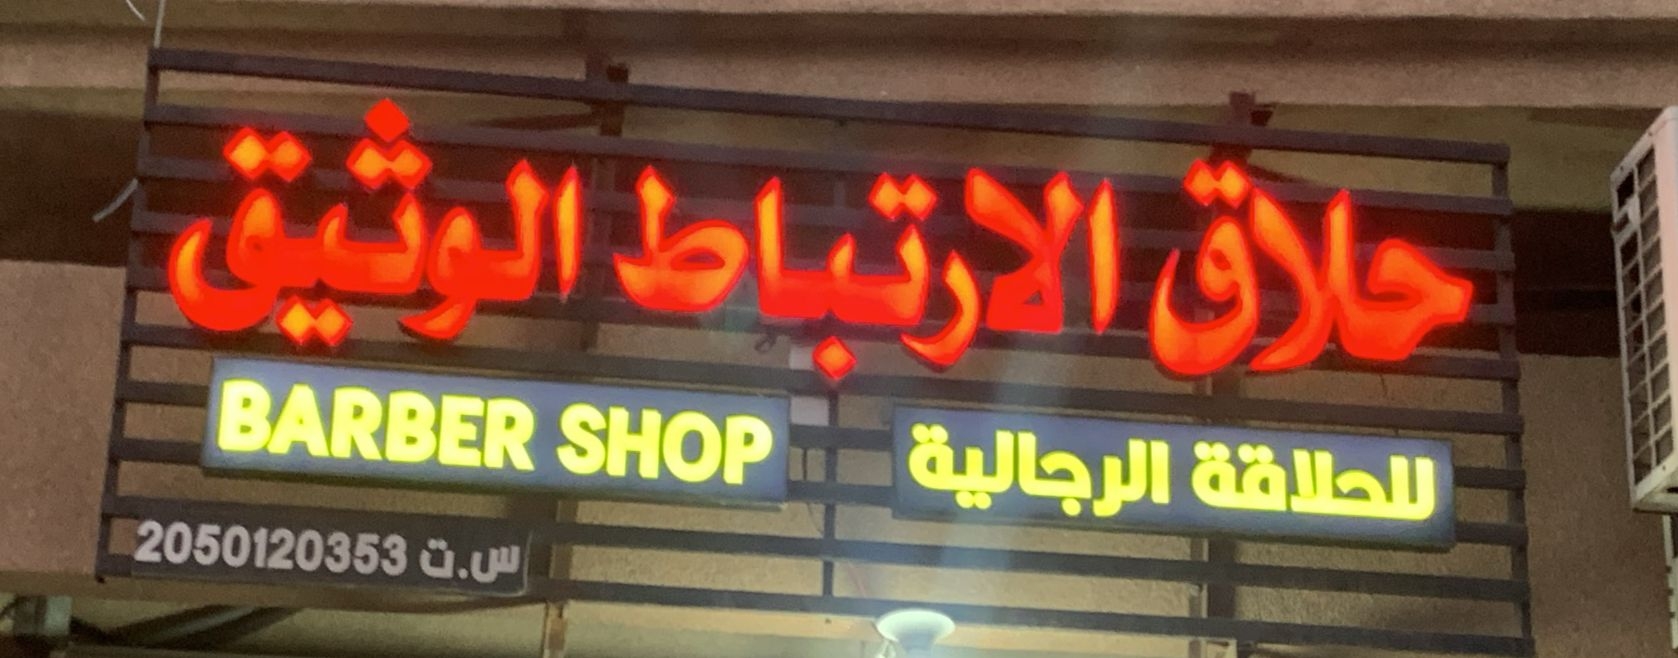 حلاق الارتباط الوثيق
للحلاقة الرجالية BARBER SHOP
س.ت 2050120353